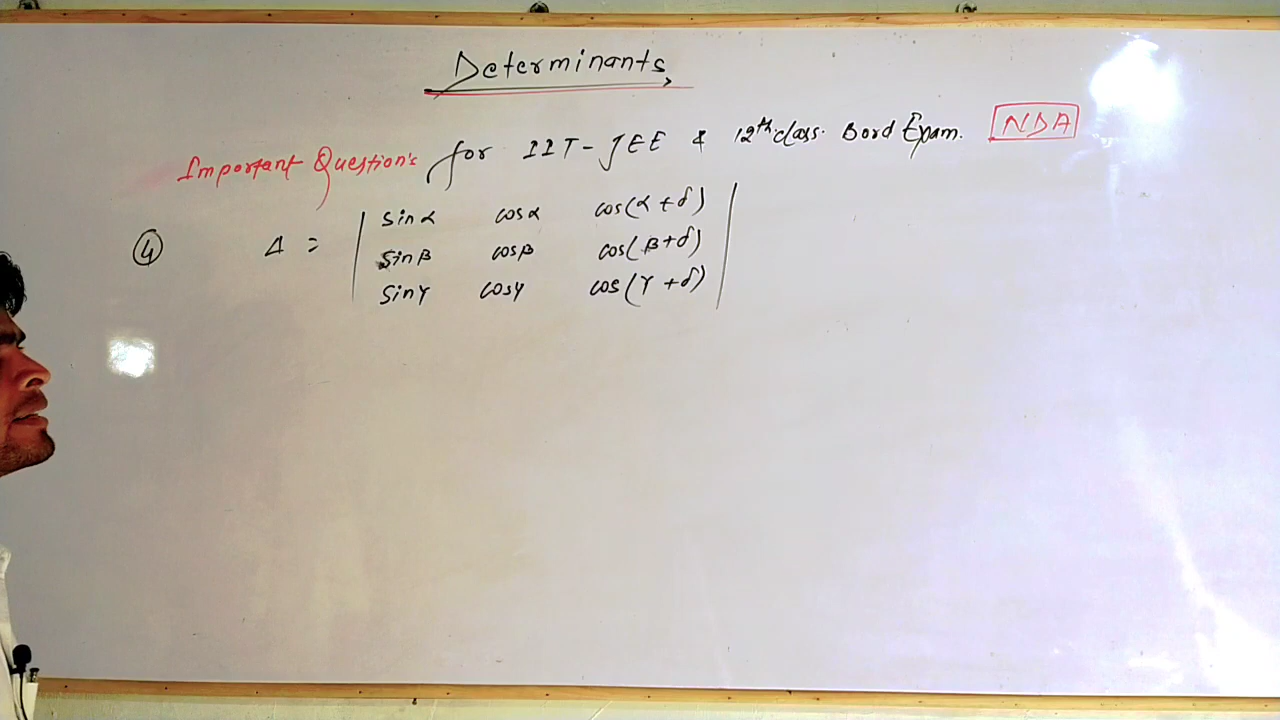 Determinants
Important Question's for IIT-JEE & 12th class. Bord Exam. NDA
④ Δ = | sinα cosα cos(α+δ) |
sinβ cosβ cos(β+δ)
sinγ cosγ cos(γ+δ)